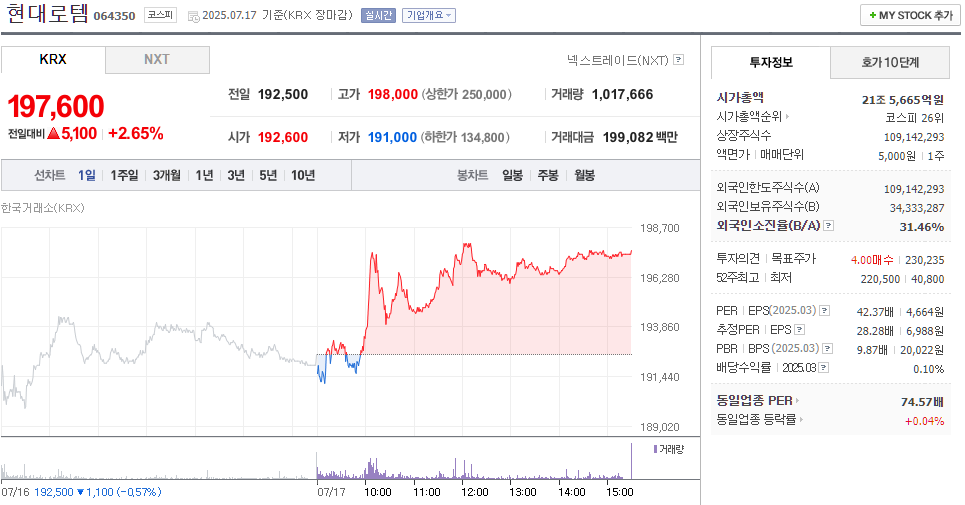 현대로템 064350 코스피 2025.07.17 기준(KRX 장마감) 실시간 기업개요
+ MY STOCK 추가
KRX NXT
넥스트레이드(NXT) ?
197,600
전일대비 ▲5,100 +2.65%
전일 192,500 고가 198,000 (상한가 250,000) 거래량 1,017,666
시가 192,600 저가 191,000 (하한가 134,800) 거래대금 199,082 백만
선차트 1일 1주일 3개월 1년 3년 5년 10년 봉차트 일봉 주봉 월봉
한국거래소(KRX)
198,700
196,280
193,860
191,440
189,020
거래량
07/16 192,500 ▼1,100 (-0.57%) 07/17 10:00 11:00 12:00 13:00 14:00 15:00
투자정보 호가 10단계
시가총액 21조 5,665억원
시가총액순위 코스피 26위
상장주식수 109,142,293
액면가 매매단위 5,000원 1주
외국인한도주식수(A) 109,142,293
외국인보유주식수(B) 34,333,287
외국인소진율(B/A) ? 31.46%
투자의견 목표주가 4.00매수 230,235
52주최고 최저 220,500 40,800
PER EPS(2025.03) ? 42.37배 4,664원
추정PER EPS ? 28.28배 6,988원
PBR BPS (2025.03) ? 9.87배 20,022원
배당수익률 2025.03 ? 0.10%
동일업종 PER 74.57배
동일업종 등락률 +0.04%